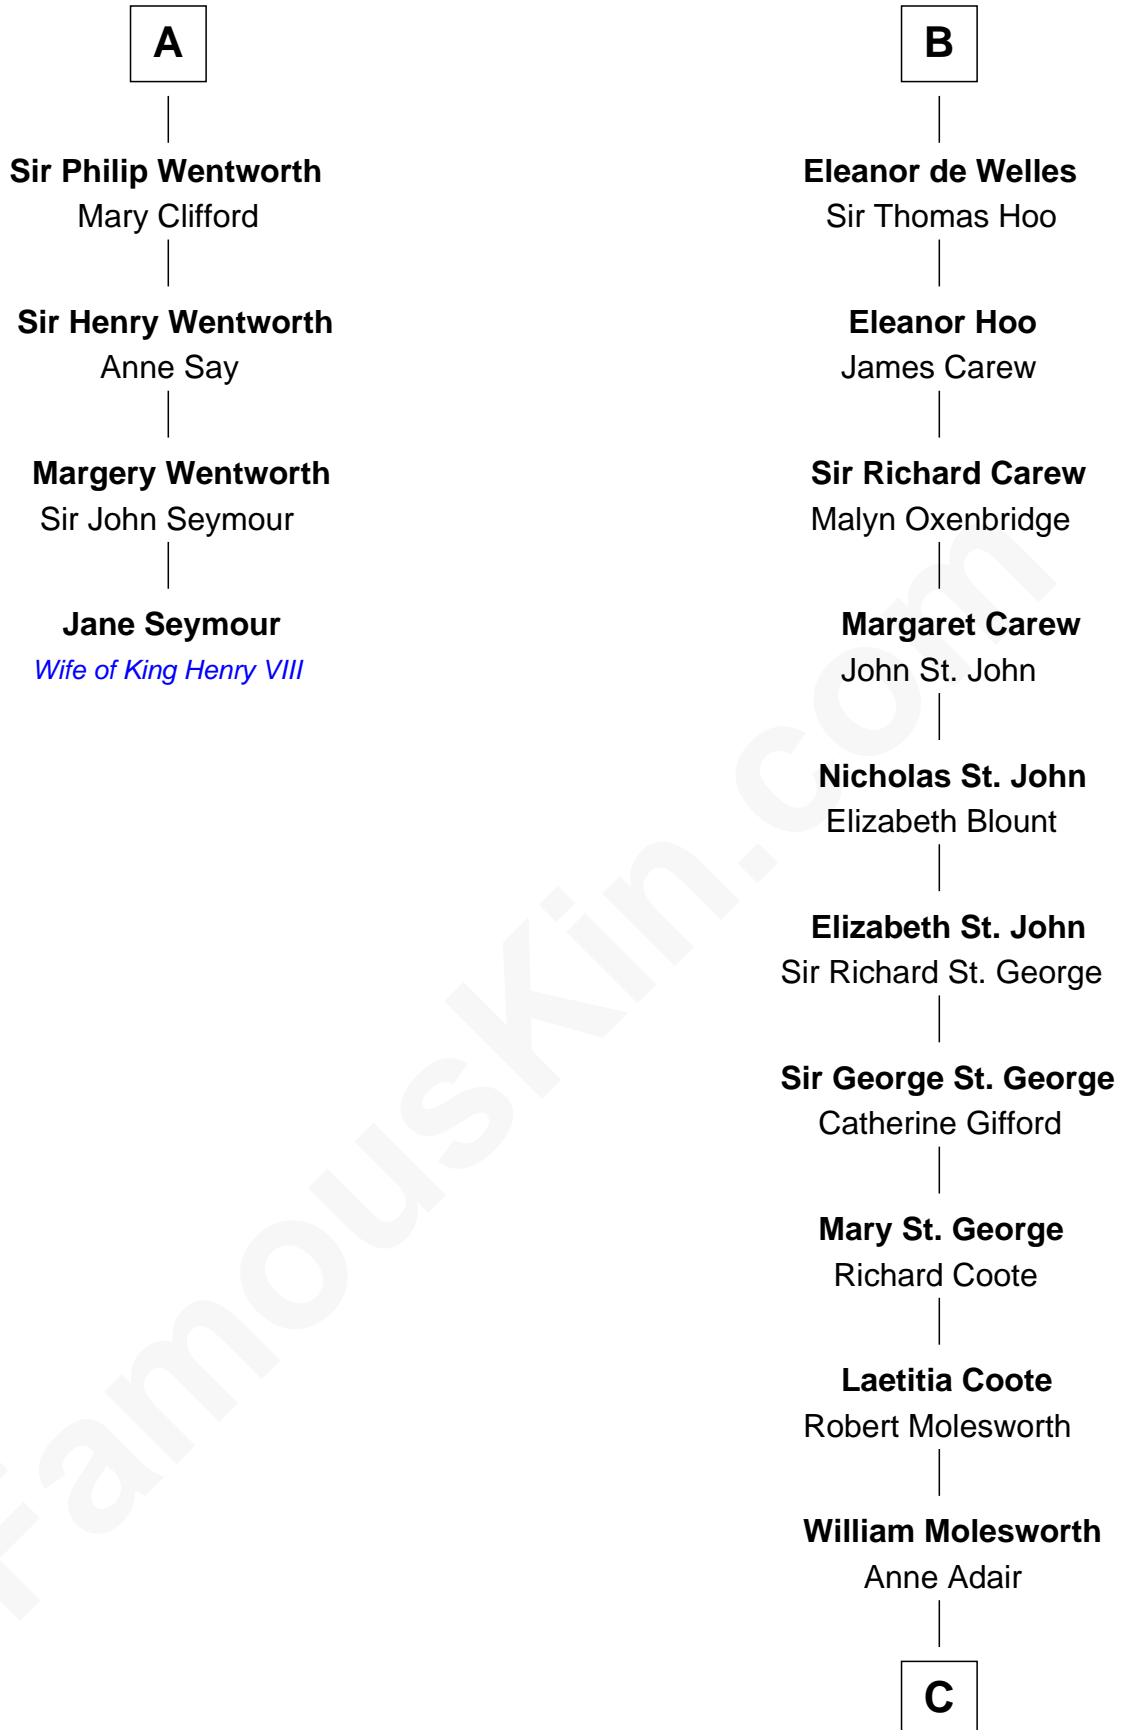 A
Sir Philip Wentworth
Mary Clifford
Sir Henry Wentworth
Anne Say
Margery Wentworth
Sir John Seymour
Jane Seymour
Wife of King Henry VIII
B
Eleanor de Welles
Sir Thomas Hoo
Eleanor Hoo
James Carew
Sir Richard Carew
Malyn Oxenbridge
Margaret Carew
John St. John
Nicholas St. John
Elizabeth Blount
Elizabeth St. John
Sir Richard St. George
Sir George St. George
Catherine Gifford
Mary St. George
Richard Coote
Laetitia Coote
Robert Molesworth
William Molesworth
Anne Adair
C
FamousKin.com